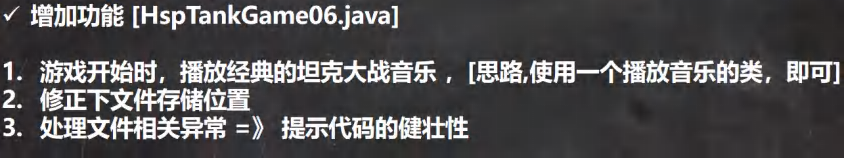 ✓ 增加功能 [HspTankGame06.java]
1. 游戏开始时，播放经典的坦克大战音乐 ，[思路,使用一个播放音乐的类，即可]
2. 修正下文件存储位置
3. 处理文件相关异常 =》 提示代码的健壮性